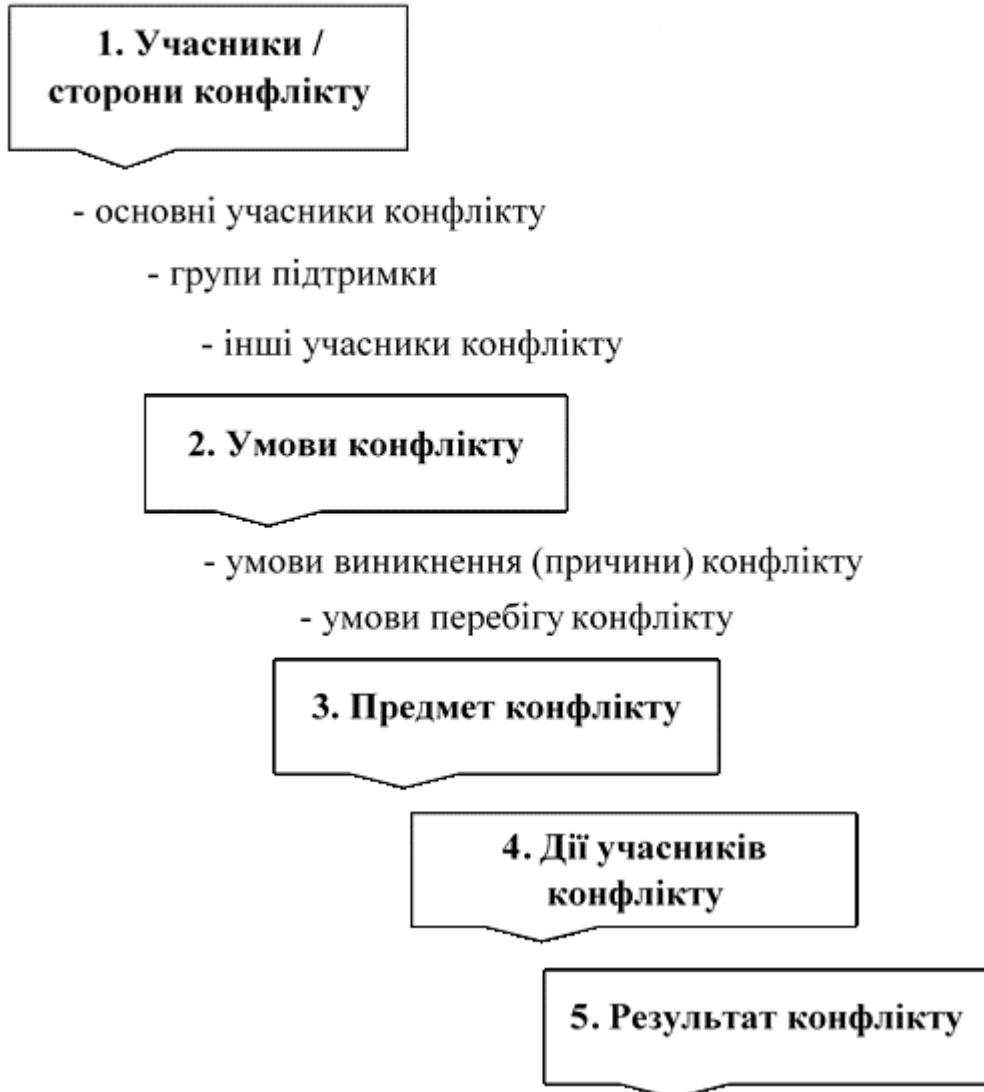 1. Учасники /
сторони конфлікту
- основні учасники конфлікту
- групи підтримки
- інші учасники конфлікту
2. Умови конфлікту
- умови виникнення (причини) конфлікту
- умови перебігу конфлікту
3. Предмет конфлікту
4. Дії учасників
конфлікту
5. Результат конфлікту